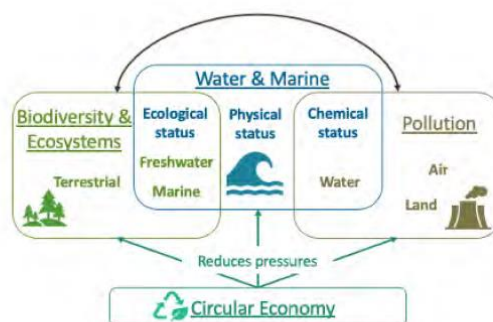 Water & Marine
Biodiversity &
Ecosystems
Ecological
status
Physical
status
Chemical
status
Pollution
Freshwater
Marine
Terrestrial
Water
Air
Land
Reduces pressures
Circular Economy